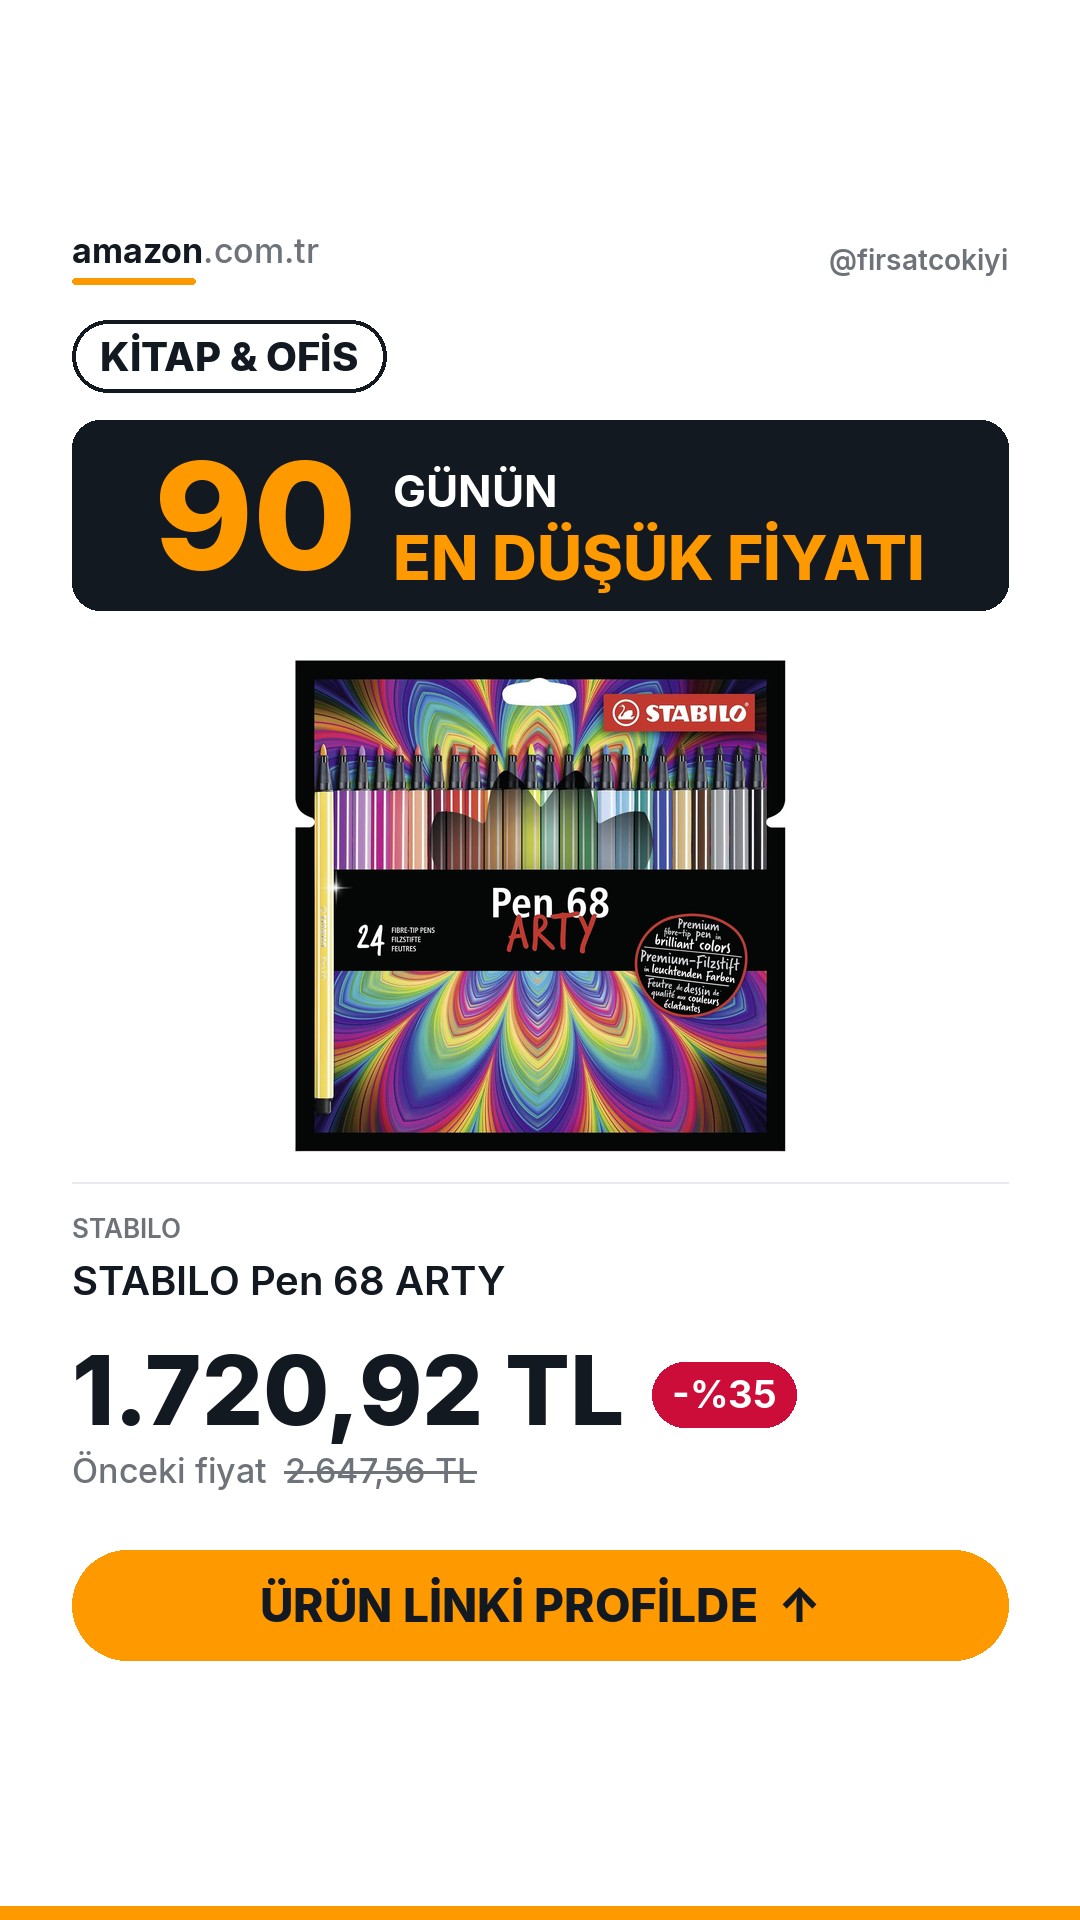 amazon.com.tr
@firsatcokiyi
KİTAP & OFİS
90
GÜNÜN
EN DÜŞÜK FİYATI
STABILO
Pen 68
ARTY
24
FIBRE-TIP PENS
FILZSTIFTE
FEUTRES
Premium
fibre-tip pen in
brilliant colors
Premium-Filzstift
in leuchtenden Farben
Feutre de dessin de
qualité aux couleurs
éclatantes
STABILO
STABILO Pen 68 ARTY
1.720,92 TL
-%35
Önceki fiyat 2.647,56 TL
ÜRÜN LİNKİ PROFİLDE ↑